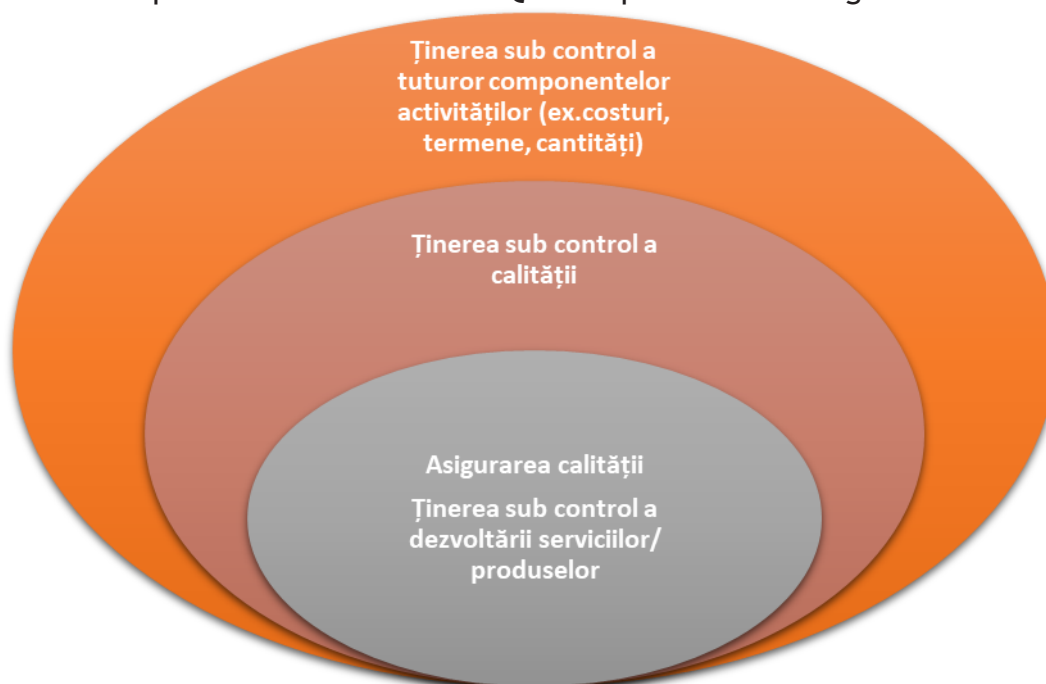 Ținerea sub control a
tuturor componentelor
activităților (ex.costuri,
termene, cantități)
Ținerea sub control a
calității
Asigurarea calității
Ținerea sub control a
dezvoltării serviciilor/
produselor